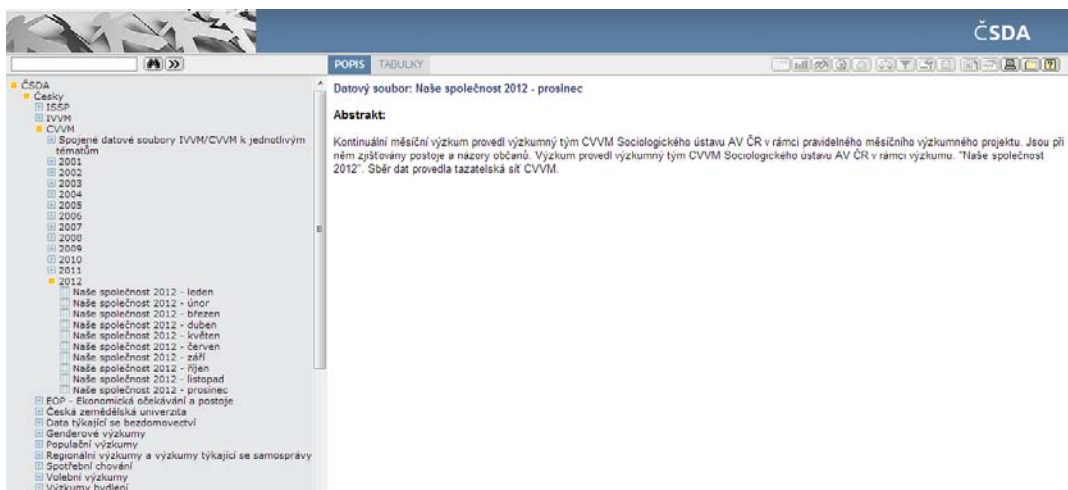 ČSDA
POPIS TABULKY
ČSDA
Česky
ISSP
IVVM
CVVM
Spojené datové soubory IVVM/CVVM k jednotlivým
tématům
2001
2002
2003
2004
2005
2006
2007
2008
2009
2010
2011
2012
Naše společnost 2012 - leden
Naše společnost 2012 - únor
Naše společnost 2012 - březen
Naše společnost 2012 - duben
Naše společnost 2012 - květen
Naše společnost 2012 - červen
Naše společnost 2012 - září
Naše společnost 2012 - říjen
Naše společnost 2012 - listopad
Naše společnost 2012 - prosinec
EOP - Ekonomická očekávání a postoje
Česká zemědělská univerzita
Data týkající se bezdomovectví
Genderové výzkumy
Populační výzkumy
Regionální výzkumy a výzkumy týkající se samosprávy
Spotřební chování
Volební výzkumy
Výzkumy bydlení
Datový soubor: Naše společnost 2012 - prosinec
Abstrakt:
Kontinuální měsíční výzkum provedl výzkumný tým CVVM Sociologického ústavu AV ČR v rámci pravidelného měsíčního výzkumného projektu. Jsou při
něm zjišťovány postoje a názory občanů. Výzkum provedl výzkumný tým CVVM Sociologického ústavu AV ČR v rámci výzkumu. "Naše společnost
2012". Sběr dat provedla tazatelská síť CVVM.